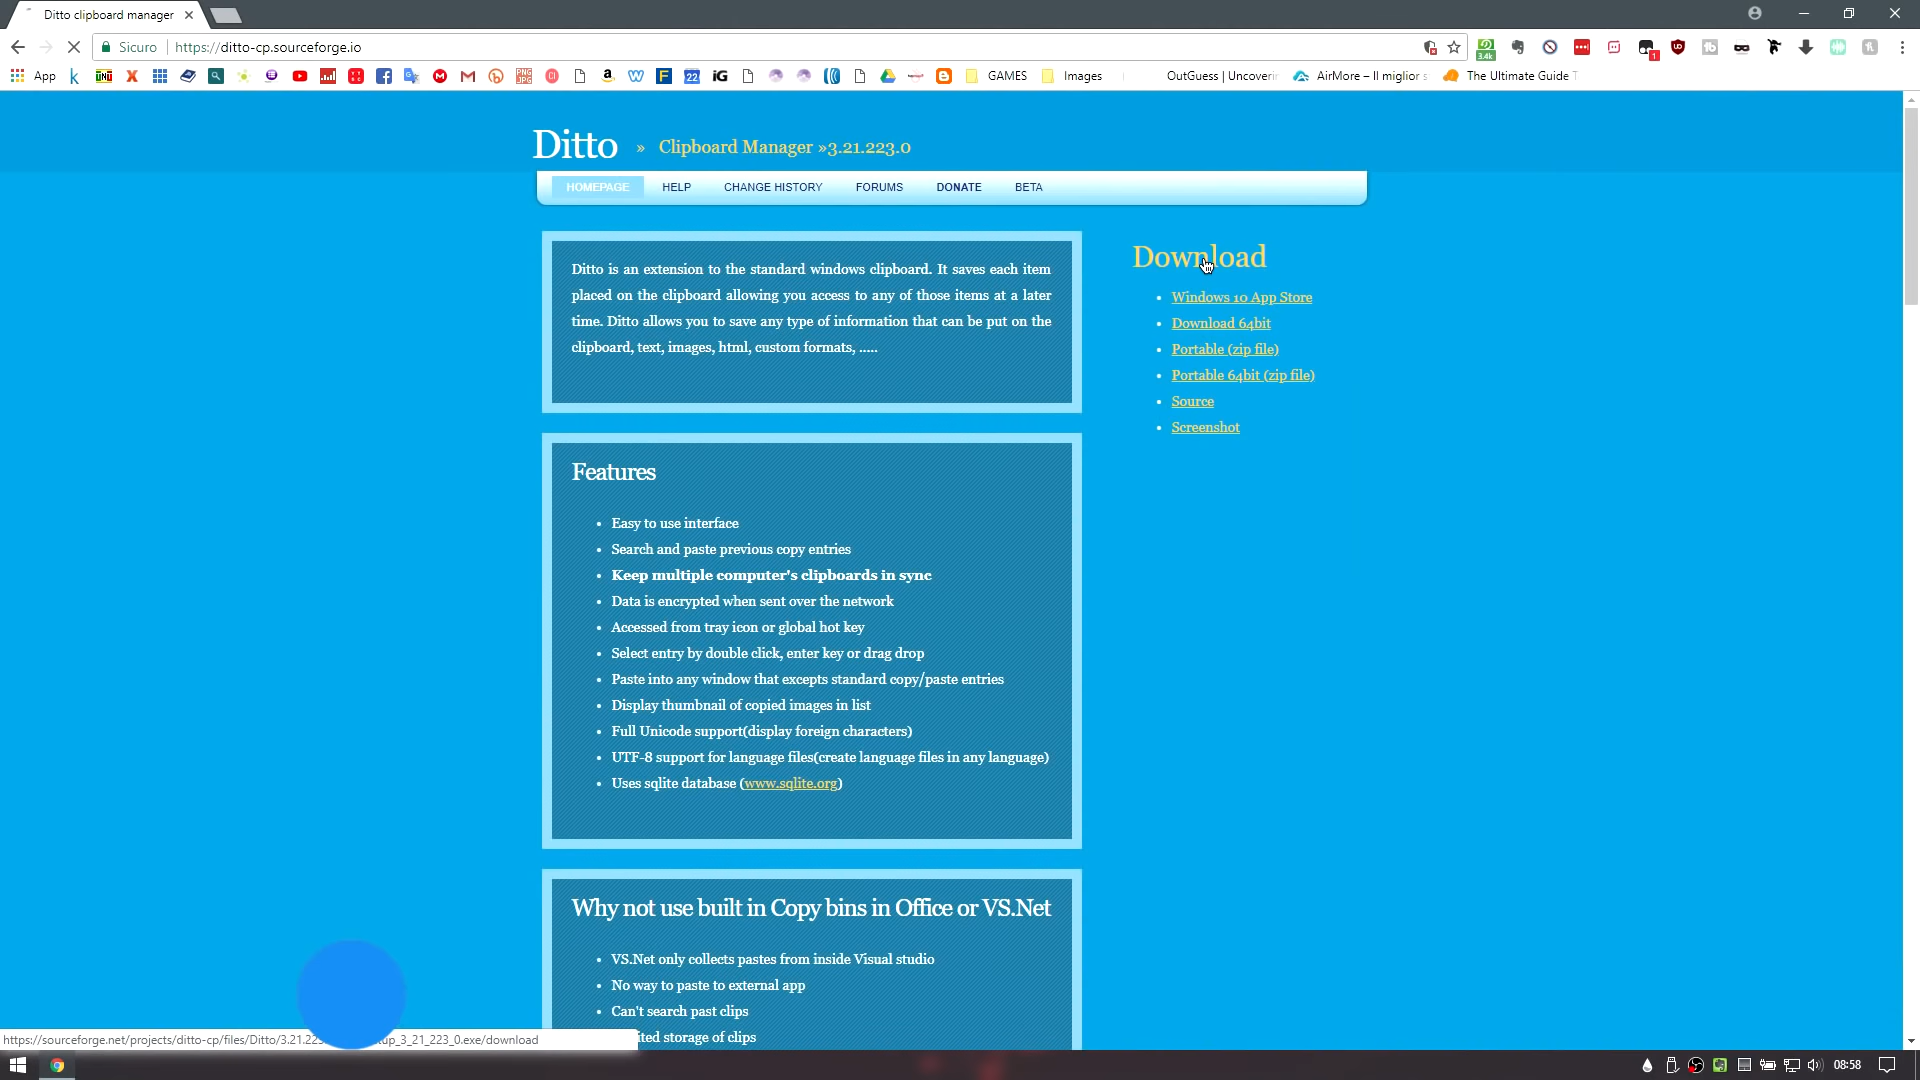 Ditto clipboard manager
Sicuro
https://ditto-cp.sourceforge.io
3.4k
1
App
GAMES
Images
OutGuess | Uncoverin
AirMore – Il miglior s
The Ultimate Guide T
Ditto » Clipboard Manager »3.21.223.0
HOMEPAGE
HELP
CHANGE HISTORY
FORUMS
DONATE
BETA
Ditto is an extension to the standard windows clipboard. It saves each item
placed on the clipboard allowing you access to any of those items at a later
time. Ditto allows you to save any type of information that can be put on the
clipboard, text, images, html, custom formats, .....
Download
Windows 10 App Store
Download 64bit
Portable (zip file)
Portable 64bit (zip file)
Source
Screenshot
Features
Easy to use interface
Search and paste previous copy entries
Keep multiple computer's clipboards in sync
Data is encrypted when sent over the network
Accessed from tray icon or global hot key
Select entry by double click, enter key or drag drop
Paste into any window that excepts standard copy/paste entries
Display thumbnail of copied images in list
Full Unicode support(display foreign characters)
UTF-8 support for language files(create language files in any language)
Uses sqlite database (www.sqlite.org)
Why not use built in Copy bins in Office or VS.Net
VS.Net only collects pastes from inside Visual studio
No way to paste to external app
Can't search past clips
ited storage of clips
https://sourceforge.net/projects/ditto-cp/files/Ditto/3.21.223 up_3_21_223_0.exe/download
08:58